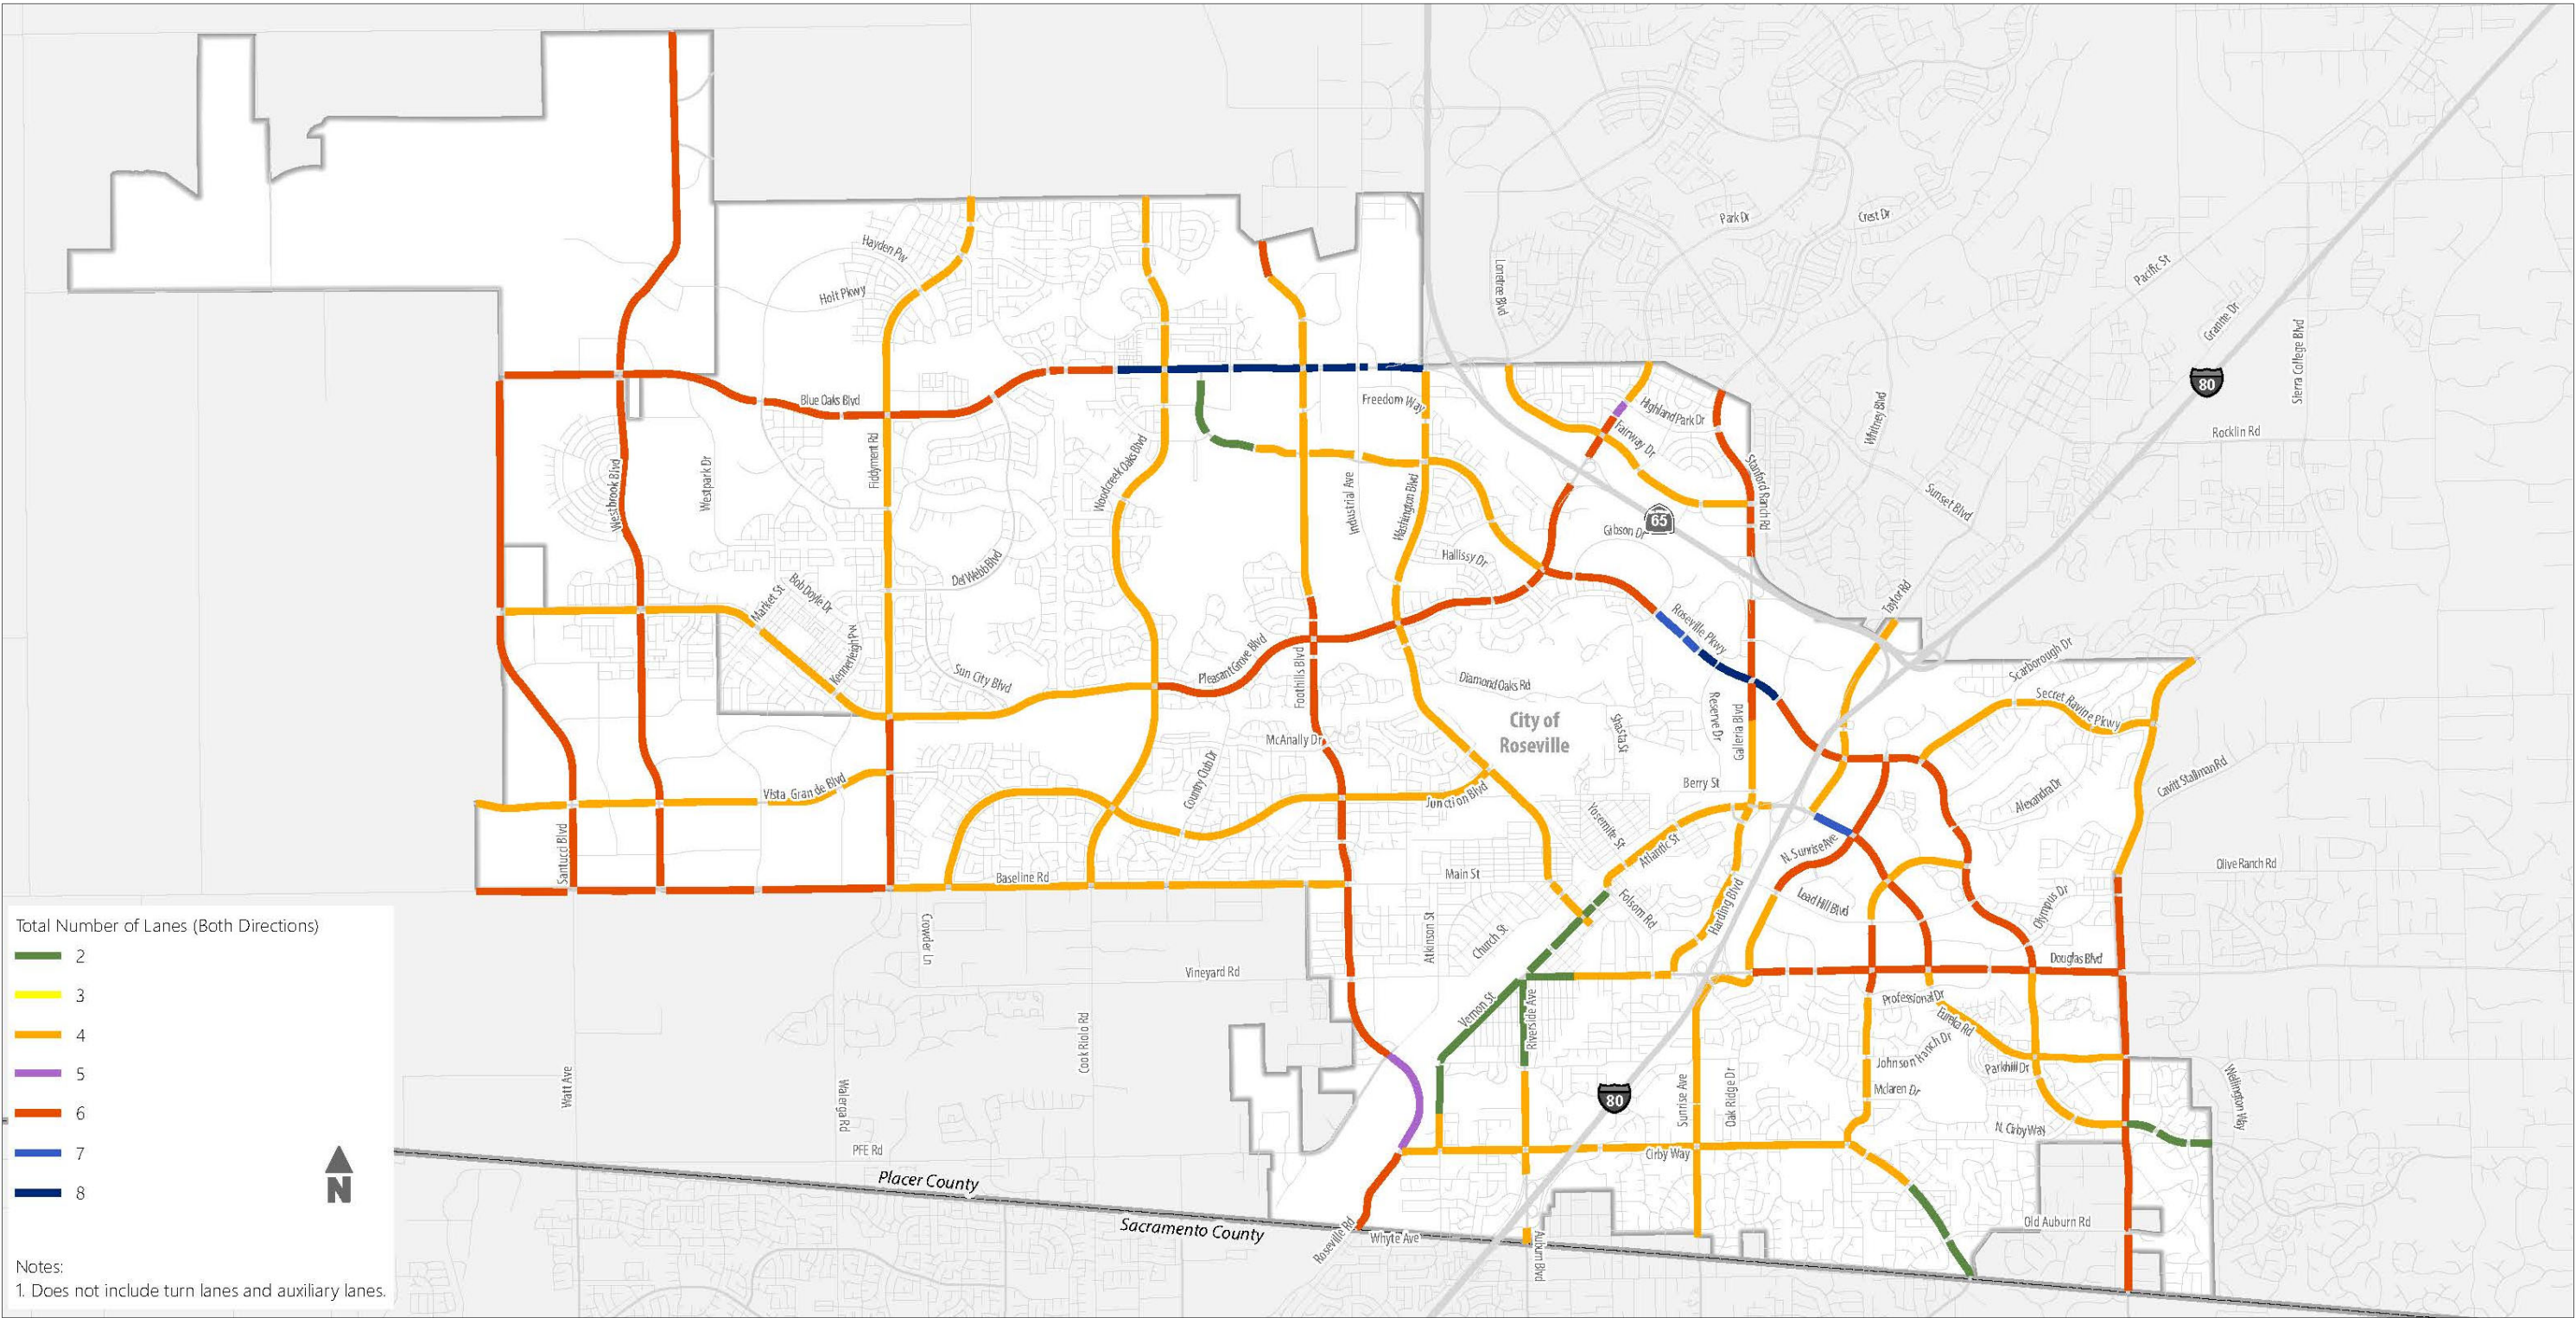 Park Dr
Crest Dr
Pacific St
Hayden Pw
Holt Pkwy
Lonetree Blvd
Granite Dr
Sierra College Blvd
80
Blue Oaks Blvd
Freedom Way
Highland Park Dr
Whitney Blvd
Fairway Dr
Rocklin Rd
Fiddyment Rd
Woodcreek Oaks Blvd
Westbrook Blvd
Westpark Dr
Industrial Ave
Washington Blvd
Stanford Ranch Rd
Sunset Blvd
65
Gibson Dr
Hallissy Dr
Del Webb Blvd
Bob Doyle Dr
Market St
Taylor Rd
Roseville Pkwy
Kennerleigh Pkwy
Pleasant Grove Blvd
Foothills Blvd
Sun City Blvd
Scarborough Dr
Diamond Oaks Rd
Secret Ravine Pkwy
City of
Roseville
Shasta St
Reserve Dr
Galleria Blvd
McAnally Dr
Country Club Dr
Cavitt Stallman Rd
Vista Grande Blvd
Junction Blvd
Berry St
Alexandra Dr
Yosemite St
Atlantic St
N. Sunrise Ave
Santucci Blvd
Baseline Rd
Main St
Olive Ranch Rd
Folsom Rd
Harding Blvd
Lead Hill Blvd
Olympus Dr
Crowder Ln
Atkinson St
Church St
Douglas Blvd
Vineyard Rd
Vernon St
Riverside Ave
Professional Dr
Eureka Rd
Cook Riolo Rd
Johnson Ranch Dr
Parkhill Dr
Watt Ave
Walerga Rd
80
Sunrise Ave
Oak Ridge Dr
Mclaren Dr
Wellington Way
N. Cirby Way
PFE Rd
Cirby Way
Placer County
Sacramento County
Roseville Rd
Whyte Ave
Auburn Blvd
Old Auburn Rd
Total Number of Lanes (Both Directions)
2
3
4
5
6
7
8
N
Notes:
1. Does not include turn lanes and auxiliary lanes.